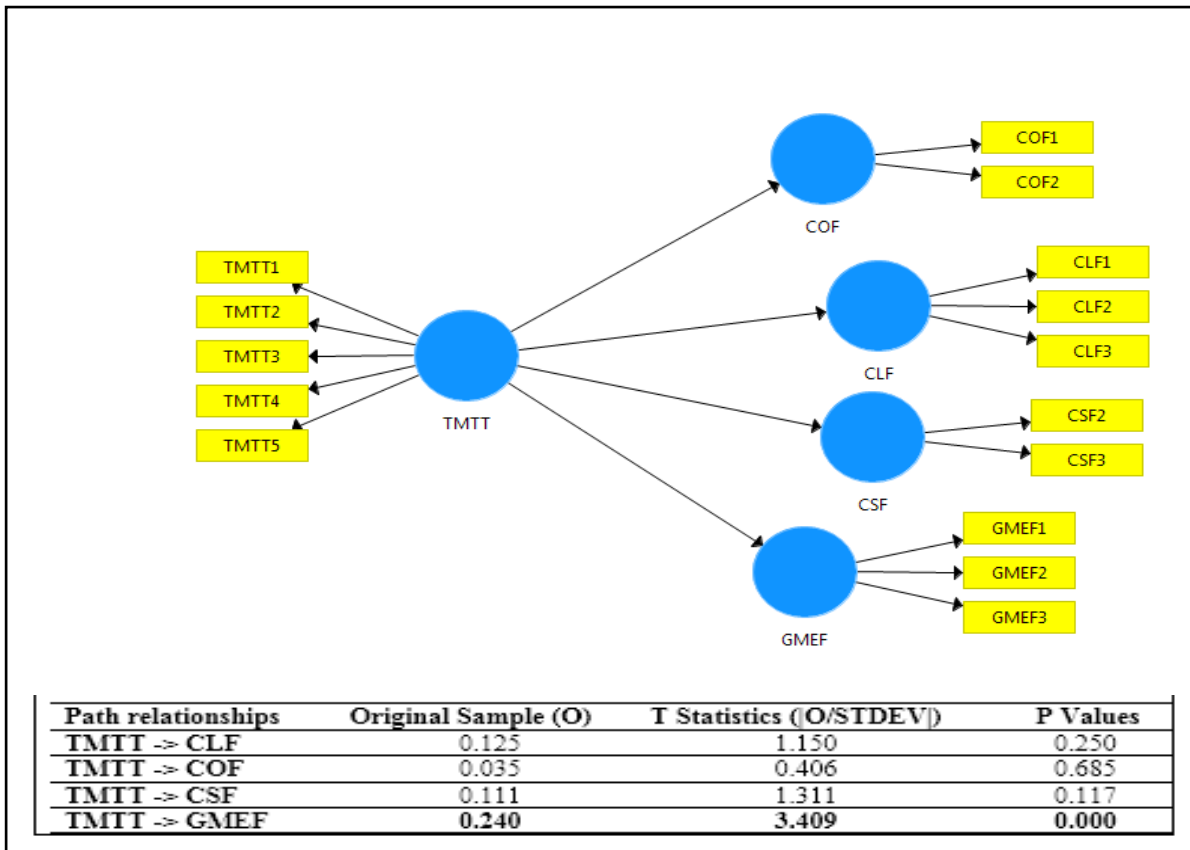 COF1
COF2
COF
TMTT1
TMTT2
TMTT3
TMTT4
TMTT5
TMTT
CLF1
CLF2
CLF3
CLF
CSF2
CSF3
CSF
GMEF1
GMEF2
GMEF3
GMEF
Path relationships Original Sample (O) T Statistics (|O/STDEV|) P Values
TMTT -> CLF 0.125 1.150 0.250
TMTT -> COF 0.035 0.406 0.685
TMTT -> CSF 0.111 1.311 0.117
TMTT -> GMEF 0.240 3.409 0.000